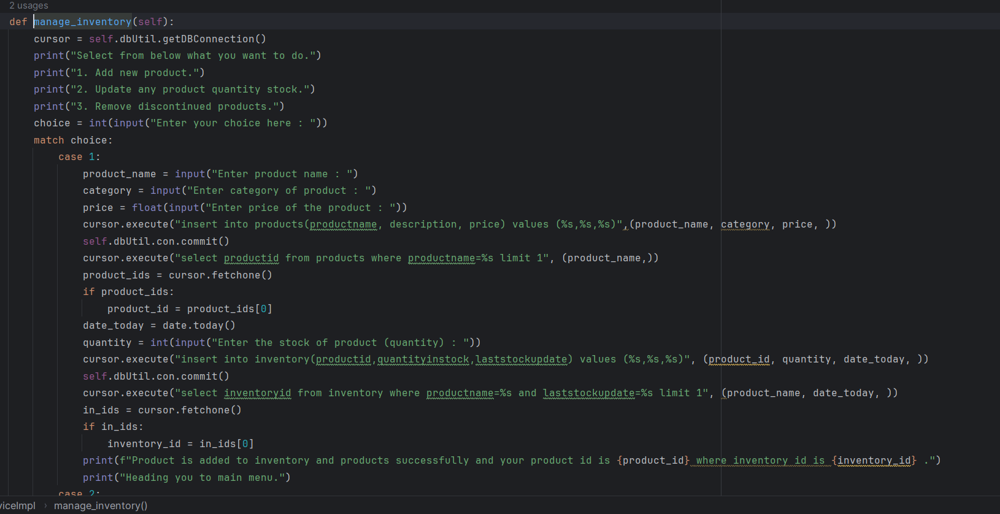 2 usages
def manage_inventory(self):
    cursor = self.dbUtil.getDBConnection()
    print("Select from below what you want to do.")
    print("1. Add new product.")
    print("2. Update any product quantity stock.")
    print("3. Remove discontinued products.")
    choice = int(input("Enter your choice here : "))
    match choice:
        case 1:
            product_name = input("Enter product name : ")
            category = input("Enter category of product : ")
            price = float(input("Enter price of the product : "))
            cursor.execute("insert into products(productname, description, price) values (%s,%s,%s)",(product_name, category, price, ))
            self.dbUtil.con.commit()
            cursor.execute("select productid from products where productname=%s limit 1", (product_name,))
            product_ids = cursor.fetchone()
            if product_ids:
                product_id = product_ids[0]
            date_today = date.today()
            quantity = int(input("Enter the stock of product (quantity) : "))
            cursor.execute("insert into inventory(productid,quantityinstock,laststockupdate) values (%s,%s,%s)", (product_id, quantity, date_today, ))
            self.dbUtil.con.commit()
            cursor.execute("select inventoryid from inventory where productname=%s and laststockupdate=%s limit 1", (product_name, date_today, ))
            in_ids = cursor.fetchone()
            if in_ids:
                inventory_id = in_ids[0]
            print(f"Product is added to inventory and products successfully and your product id is {product_id} where inventory id is {inventory_id} .")
            print("Heading you to main menu.")
        case 2:
viceImpl › manage_inventory()